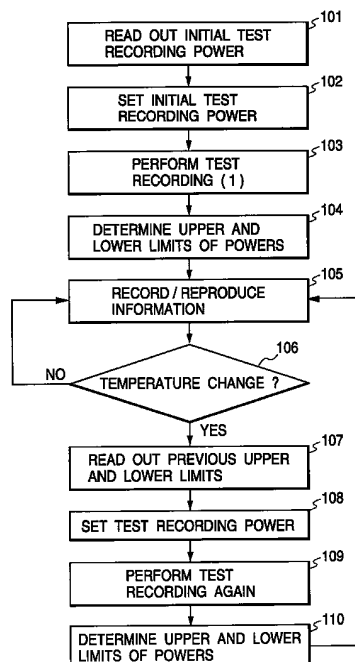 101
READ OUT INITIAL TEST
RECORDING POWER
102
SET INITIAL TEST
RECORDING POWER
103
PERFORM TEST
RECORDING (1)
104
DETERMINE UPPER AND
LOWER LIMITS OF POWERS
105
RECORD/REPRODUCE
INFORMATION
106
NO
TEMPERATURE CHANGE ?
YES
107
READ OUT PREVIOUS UPPER
AND LOWER LIMITS
108
SET TEST RECORDING POWER
109
PERFORM TEST
RECORDING AGAIN
110
DETERMINE UPPER AND LOWER
LIMITS OF POWERS